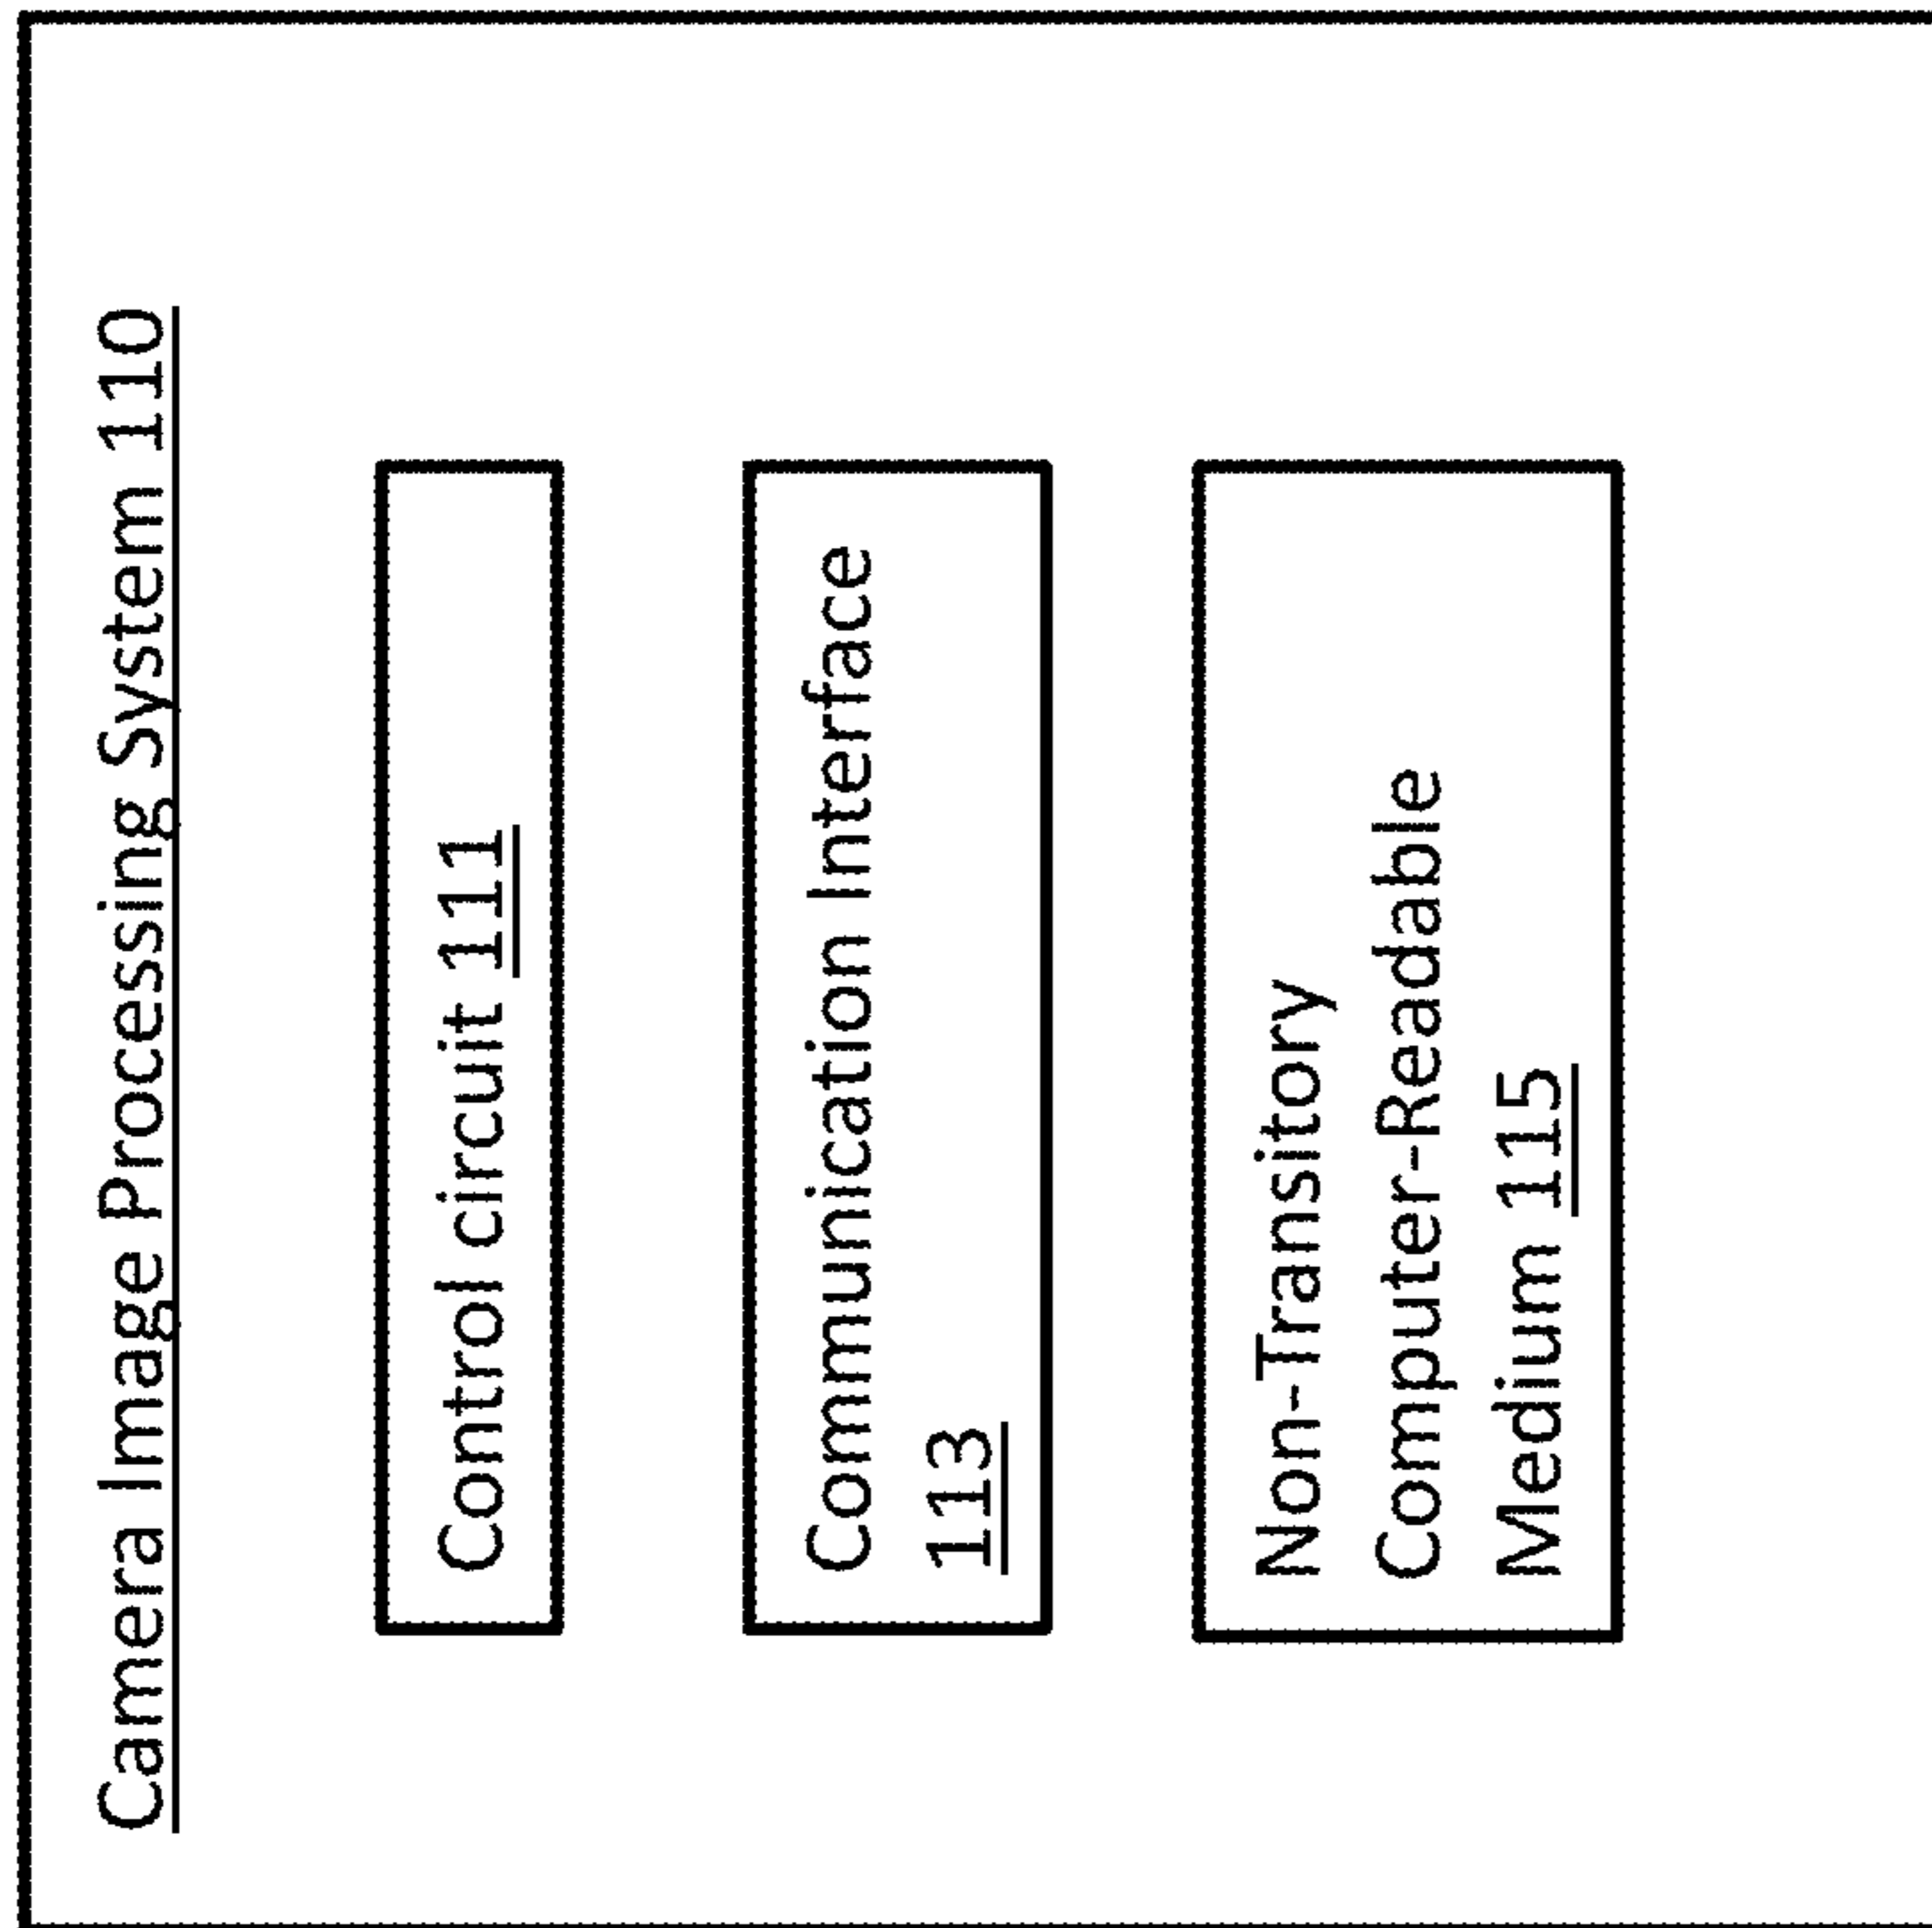 Camera Image Processing System 110
Control circuit 111
Communication Interface
113
Non-Transitory
Computer-Readable
Medium 115